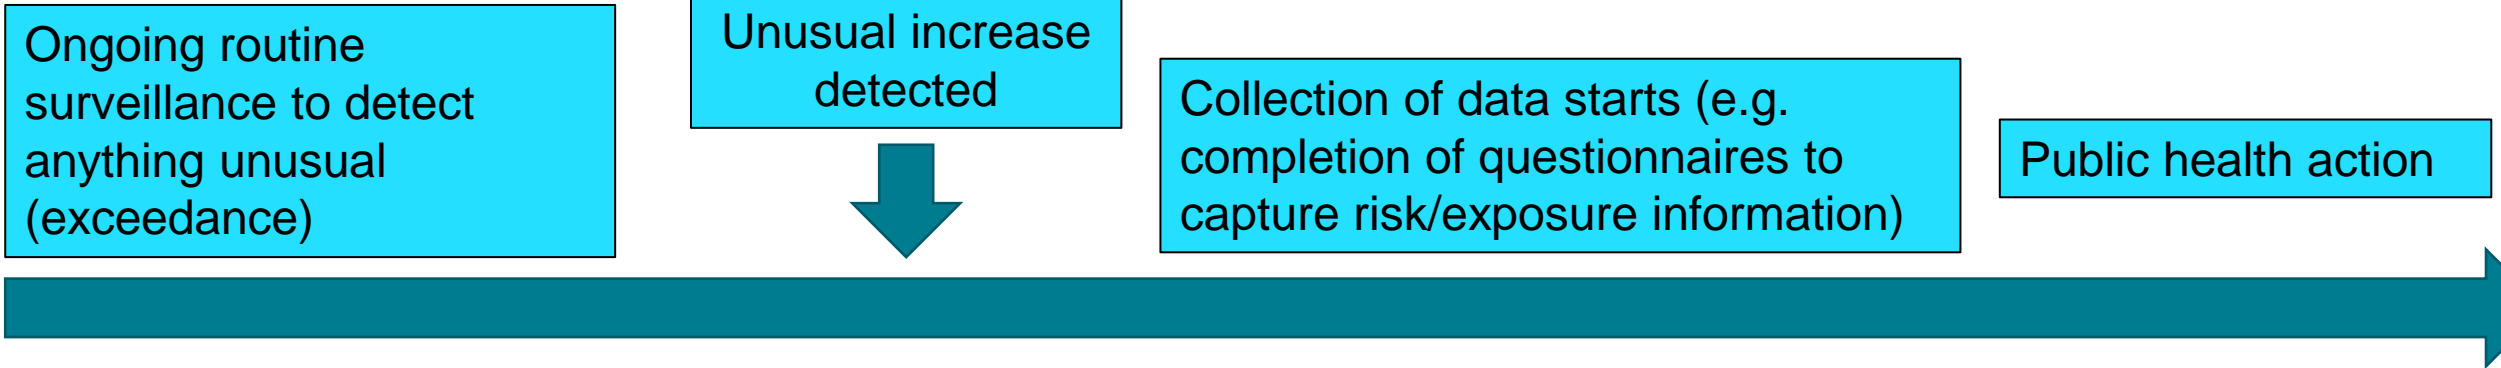 Ongoing routine
surveillance to detect
anything unusual
(exceedance)
Unusual increase
detected
Collection of data starts (e.g.
completion of questionnaires to
capture risk/exposure information)
Public health action